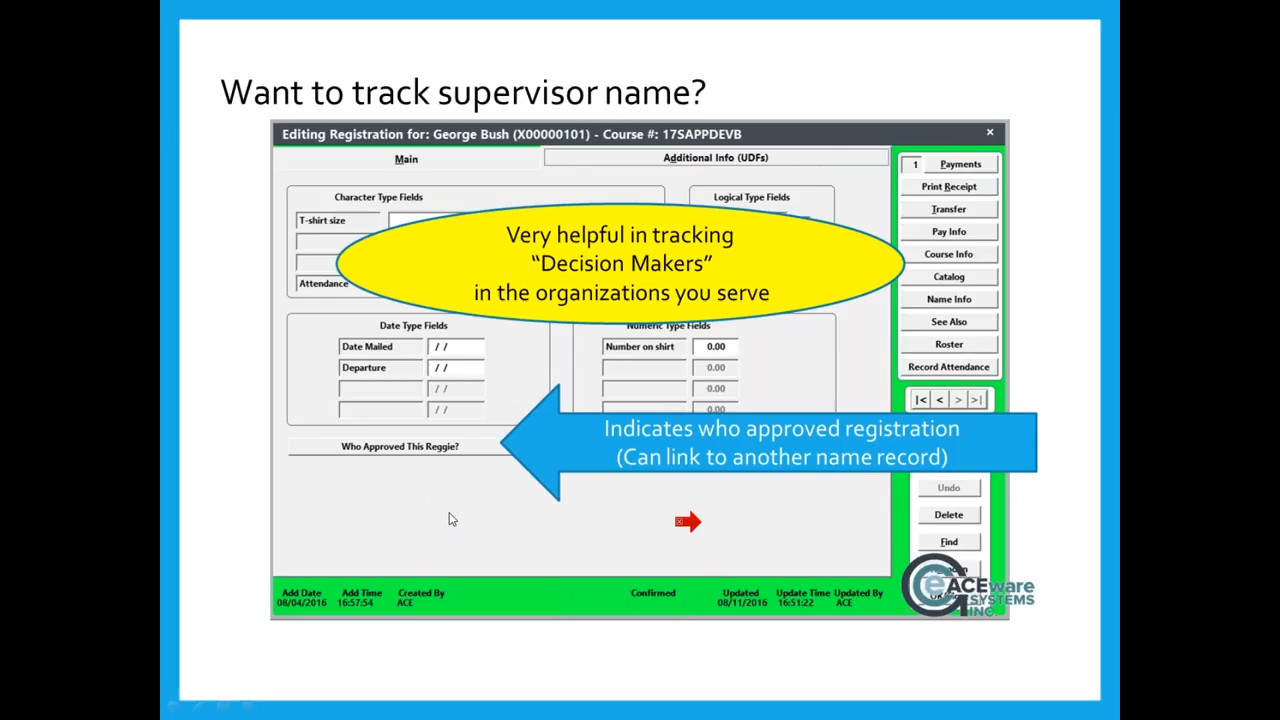 Want to track supervisor name?
Editing Registration for: George Bush (X00000101) - Course #: 17SAPPDEVB
×
Main
Additional Info (UDFs)
Character Type Fields
Logical Type Fields
T-shirt size
Attendance
Very helpful in tracking
“Decision Makers”
in the organizations you serve
Date Type Fields
Numeric Type Fields
Date Mailed
/ /
Number on shirt
0.00
Departure
/ /
0.00
/ /
0.00
/ /
0.00
Who Approved This Reggie?
Indicates who approved registration
(Can link to another name record)
1
Payments
Print Receipt
Transfer
Pay Info
Course Info
Catalog
Name Info
See Also
Roster
Record Attendance
|< < > >|
Undo
Delete
Find
ACEware
SYSTEMS
INC.
Add Date
Add Time
Created By
Confirmed
Updated
Update Time
Updated By
08/04/2016
16:57:54
ACE
08/11/2016
16:51:22
ACE